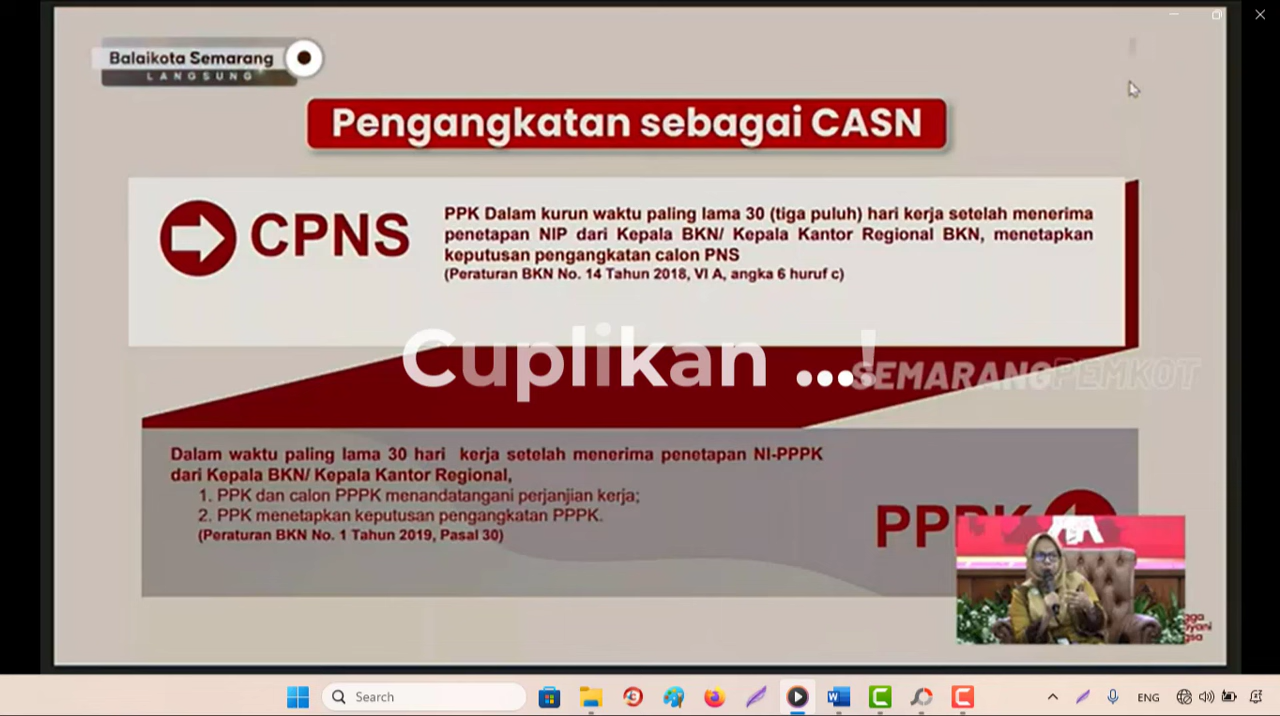 Balaikota Semarang
LANGSUNG
Pengangkatan sebagai CASN
CPNS
PPK Dalam kurun waktu paling lama 30 (tiga puluh) hari kerja setelah menerima
penetapan NIP dari Kepala BKN/ Kepala Kantor Regional BKN, menetapkan
keputusan pengangkatan calon PNS
(Peraturan BKN No. 14 Tahun 2018, VI A, angka 6 huruf c)
Cuplikan ...!
SEMARANGPEMKOT
Dalam waktu paling lama 30 hari kerja setelah menerima penetapan NI-PPPK
dari Kepala BKN/ Kepala Kantor Regional,
1. PPK dan calon PPPK menandatangani perjanjian kerja;
2. PPK menetapkan keputusan pengangkatan PPPK.
(Peraturan BKN No. 1 Tahun 2019, Pasal 30)
PPPK
Search
ENG